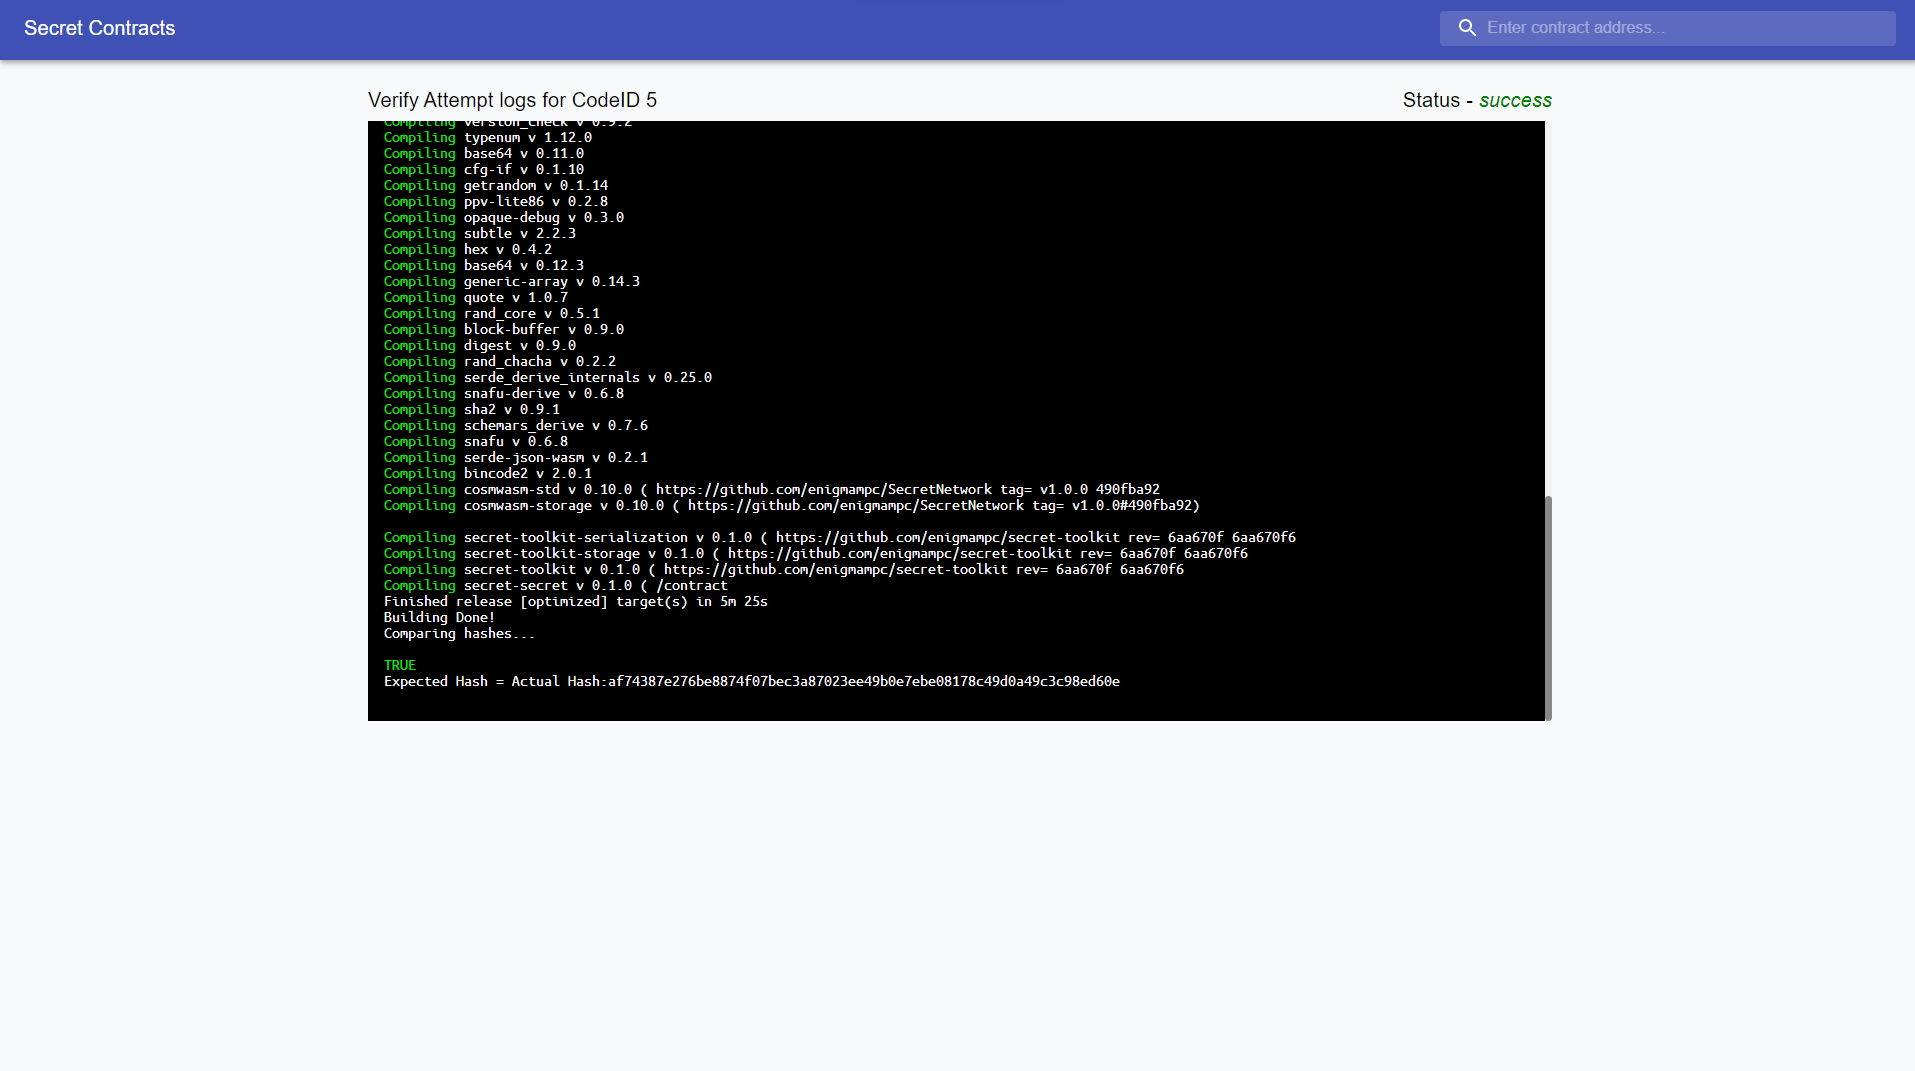 Secret Contracts
Enter contract address...
Verify Attempt logs for CodeID 5
Status - success
Compiling version_check v 0.9.2
Compiling typenum v 1.12.0
Compiling base64 v 0.11.0
Compiling cfg-if v 0.1.10
Compiling getrandom v 0.1.14
Compiling ppv-lite86 v 0.2.8
Compiling opaque-debug v 0.3.0
Compiling subtle v 2.2.3
Compiling hex v 0.4.2
Compiling base64 v 0.12.3
Compiling generic-array v 0.14.3
Compiling quote v 1.0.7
Compiling rand_core v 0.5.1
Compiling block-buffer v 0.9.0
Compiling digest v 0.9.0
Compiling rand_chacha v 0.2.2
Compiling serde_derive_internals v 0.25.0
Compiling snafu-derive v 0.6.8
Compiling sha2 v 0.9.1
Compiling schemars_derive v 0.7.6
Compiling snafu v 0.6.8
Compiling serde-json-wasm v 0.2.1
Compiling bincode2 v 2.0.1
Compiling cosmwasm-std v 0.10.0 ( https://github.com/enigmampc/SecretNetwork tag= v1.0.0 490fba92
Compiling cosmwasm-storage v 0.10.0 ( https://github.com/enigmampc/SecretNetwork tag= v1.0.0#490fba92)
Compiling secret-toolkit-serialization v 0.1.0 ( https://github.com/enigmampc/secret-toolkit rev= 6aa670f 6aa670f6
Compiling secret-toolkit-storage v 0.1.0 ( https://github.com/enigmampc/secret-toolkit rev= 6aa670f 6aa670f6
Compiling secret-toolkit v 0.1.0 ( https://github.com/enigmampc/secret-toolkit rev= 6aa670f 6aa670f6
Compiling secret-secret v 0.1.0 ( /contract
Finished release [optimized] target(s) in 5m 25s
Building Done!
Comparing hashes...
TRUE
Expected Hash = Actual Hash:af74387e276be8874f07bec3a87023ee49b0e7ebe08178c49d0a49c3c98ed60e